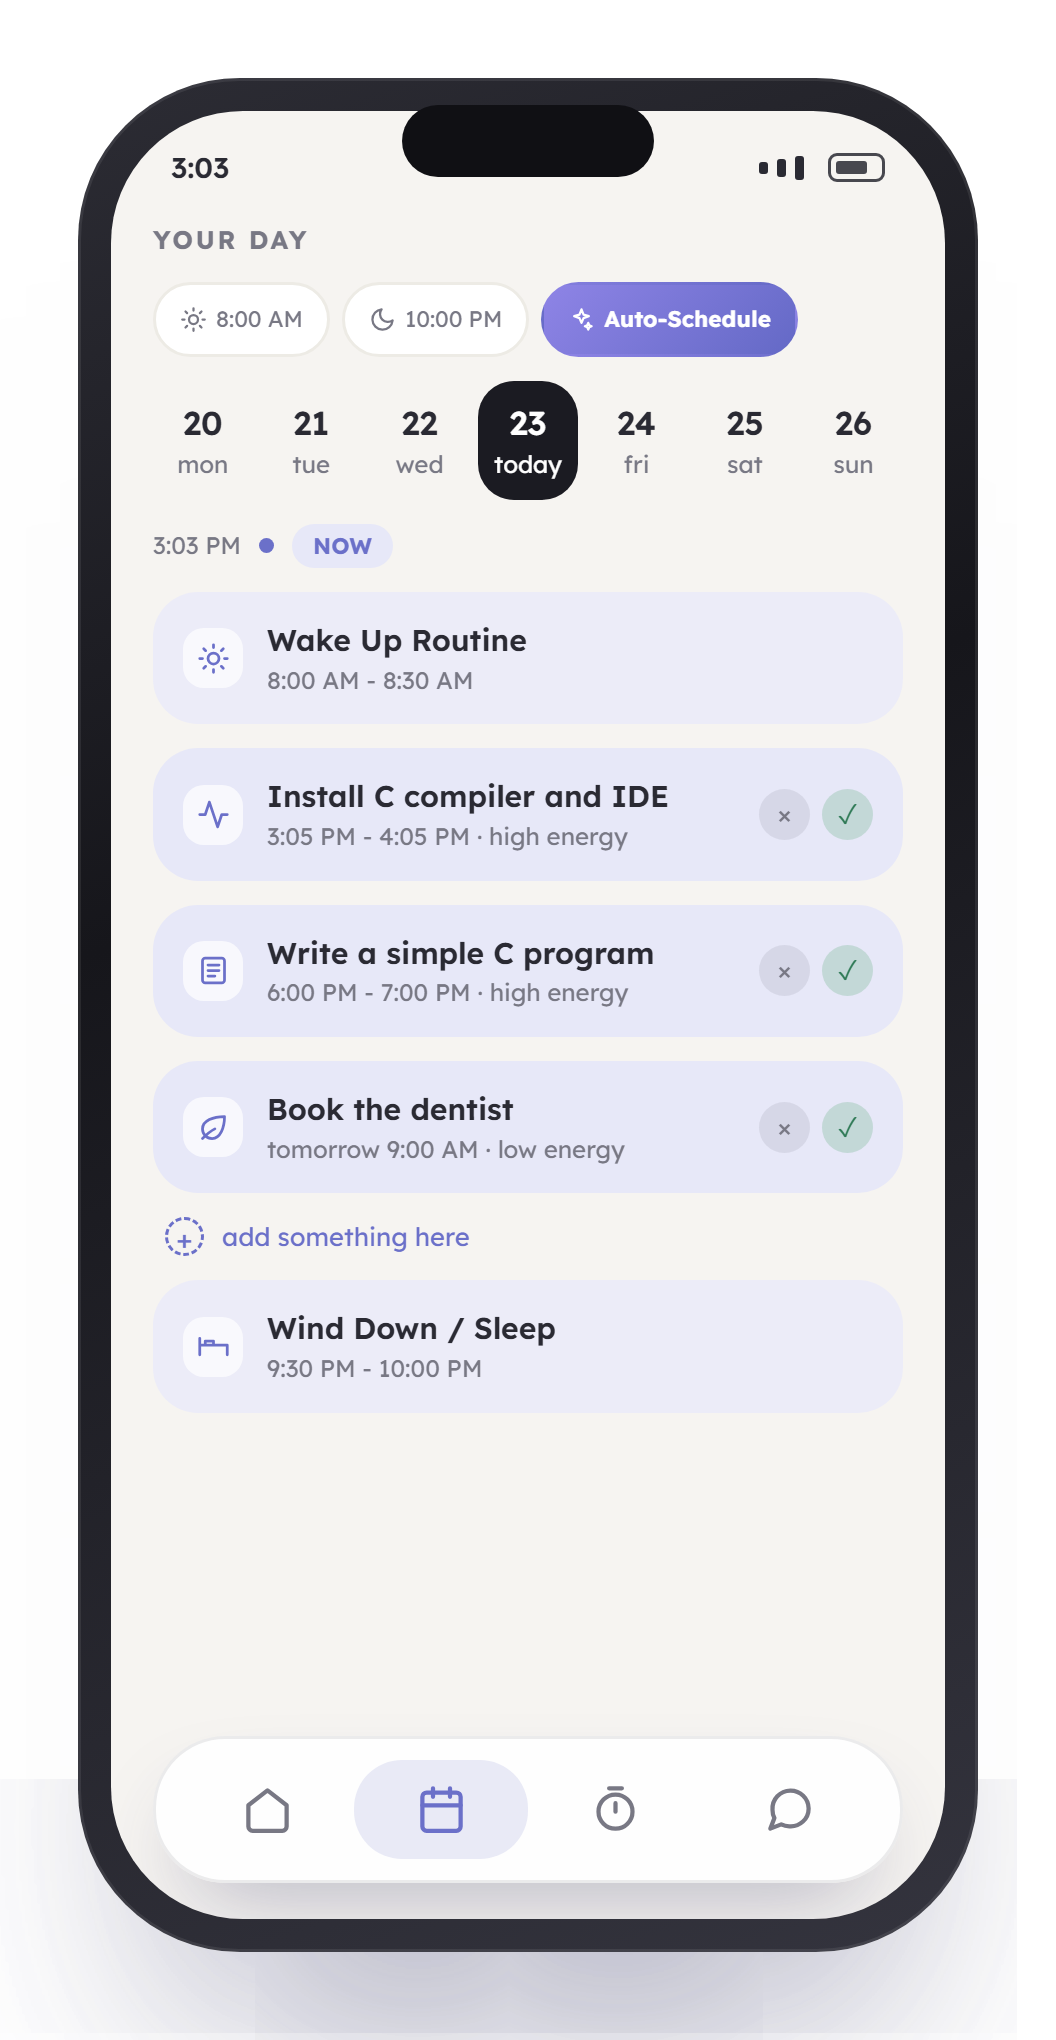 3:03
YOUR DAY
8:00 AM 10:00 PM Auto-Schedule
20 21 22 23 24 25 26
mon tue wed today fri sat sun
3:03 PM NOW
Wake Up Routine
8:00 AM - 8:30 AM
Install C compiler and IDE
3:05 PM - 4:05 PM · high energy
Write a simple C program
6:00 PM - 7:00 PM · high energy
Book the dentist
tomorrow 9:00 AM · low energy
add something here
Wind Down / Sleep
9:30 PM - 10:00 PM